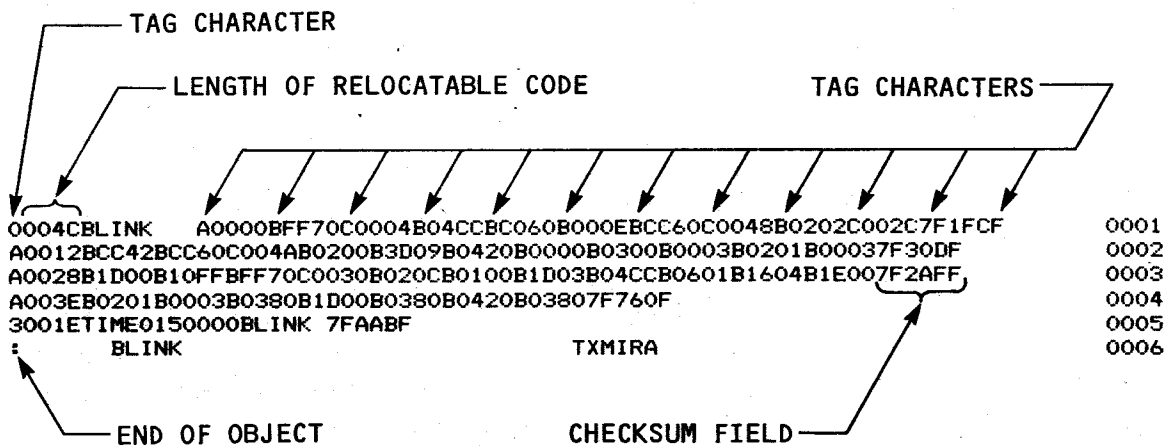 TAG CHARACTER
LENGTH OF RELOCATABLE CODE
TAG CHARACTERS
0004CBLINK   A0000BFF70C0004B04CCBC060B000EBCC60C0048B0202C002C7F1FCF   0001
A0012BCC42BCC60C004AB0200B3D09B0420B0000B0300B0003B0201B00037F30DF   0002
A0028B1D00B10FFBFF70C0030B020CB0100B1D03B04CCB0601B1604B1E007F2AFF   0003
A003EB0201B0003B0380B1D00B0380B0420B03807F760F   0004
3001ETIME0150000BLINK 7FAABF   0005
:   BLINK   TXMIRA   0006
END OF OBJECT
CHECKSUM FIELD